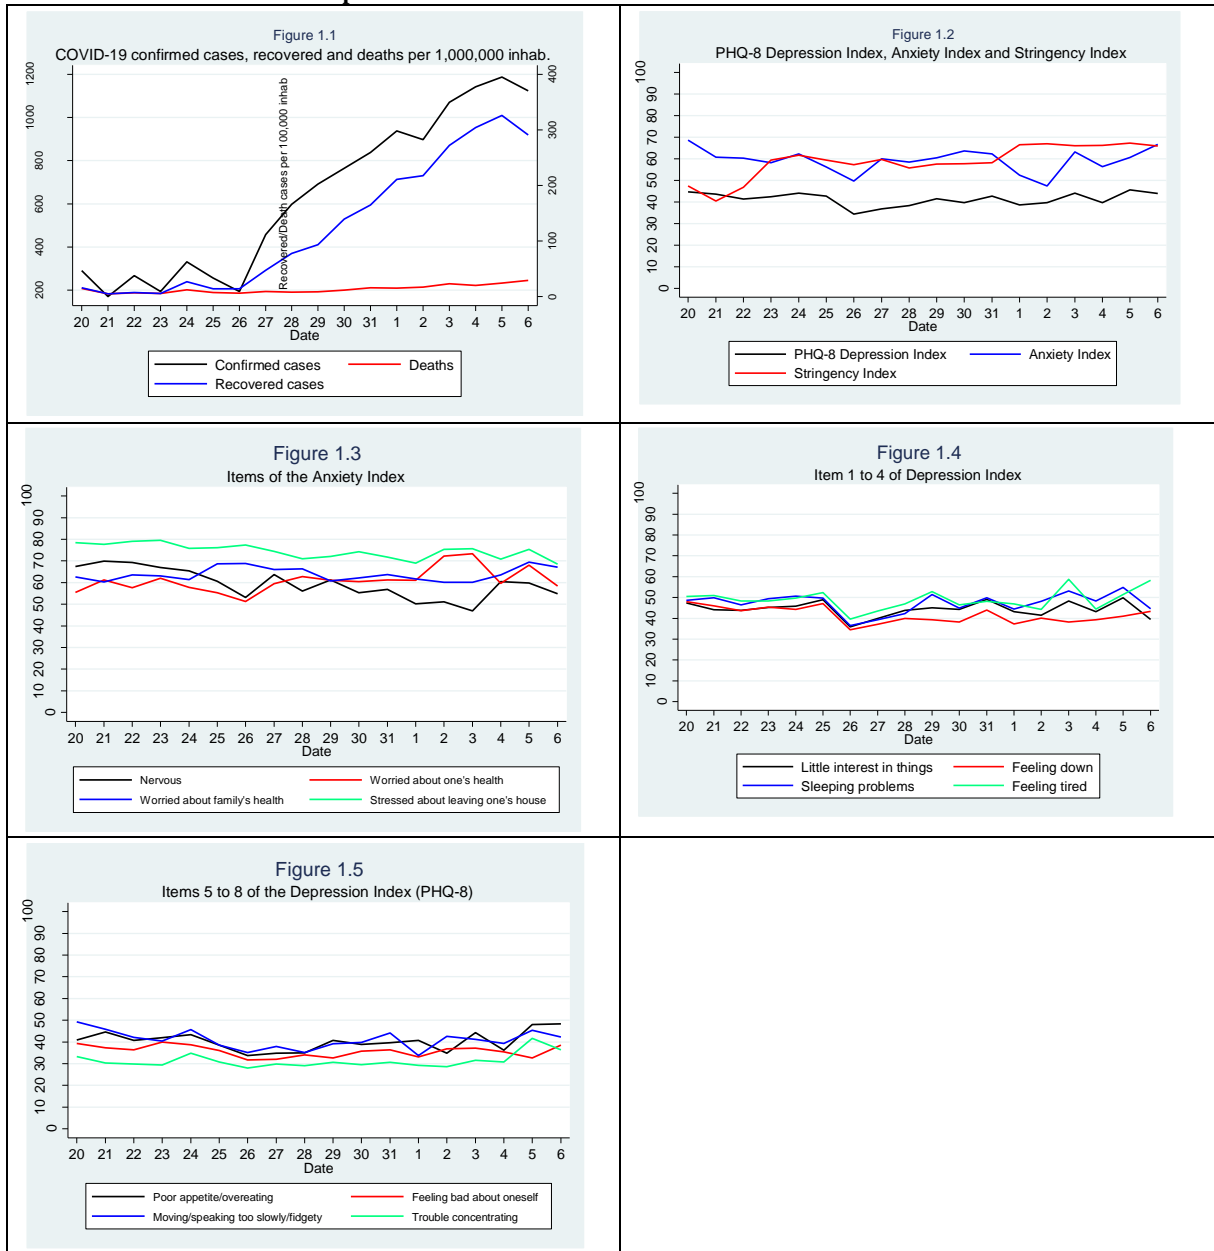 Figure 1.1
COVID-19 confirmed cases, recovered and deaths per 1,000,000 inhab.
1200
1000
800
600
400
200
Recovered/Death cases per 100,000 inhab
400
300
200
100
0
20 21 22 23 24 25 26 27 28 29 30 31 1 2 3 4 5 6
Date
Confirmed cases Deaths
Recovered cases
Figure 1.2
PHQ-8 Depression Index, Anxiety Index and Stringency Index
100
90
80
70
60
50
40
30
20
10
0
20 21 22 23 24 25 26 27 28 29 30 31 1 2 3 4 5 6
Date
PHQ-8 Depression Index Anxiety Index
Stringency Index
Figure 1.3
Items of the Anxiety Index
100
90
80
70
60
50
40
30
20
10
0
20 21 22 23 24 25 26 27 28 29 30 31 1 2 3 4 5 6
Date
Nervous Worried about one's health
Worried about family's health Stressed about leaving one's house
Figure 1.4
Item 1 to 4 of Depression Index
100
90
80
70
60
50
40
30
20
10
0
20 21 22 23 24 25 26 27 28 29 30 31 1 2 3 4 5 6
Date
Little interest in things Feeling down
Sleeping problems Feeling tired
Figure 1.5
Items 5 to 8 of the Depression Index (PHQ-8)
100
90
80
70
60
50
40
30
20
10
0
20 21 22 23 24 25 26 27 28 29 30 31 1 2 3 4 5 6
Date
Poor appetite/overeating Feeling bad about oneself
Moving/speaking too slowly/fidgety Trouble concentrating